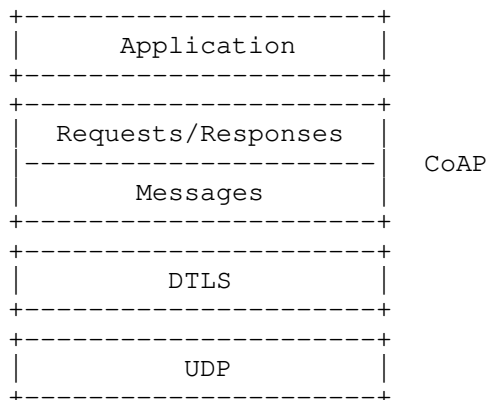 +----------------------+
|      Application     |
+----------------------+
+----------------------+
|  Requests/Responses  |
|----------------------|  CoAP
|       Messages       |
+----------------------+
+----------------------+
|         DTLS         |
+----------------------+
+----------------------+
|          UDP         |
+----------------------+